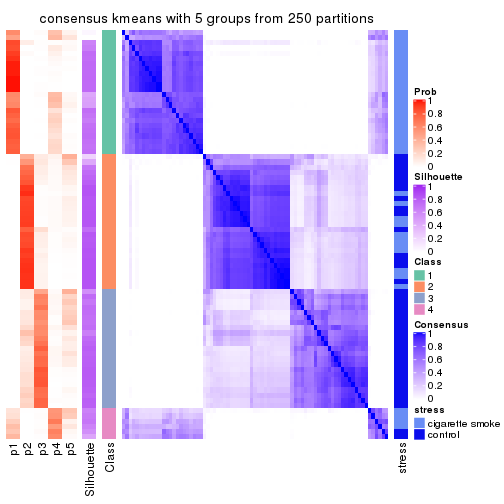 consensus kmeans with 5 groups from 250 partitions
Prob
1
0.8
0.6
0.4
0.2
0
Silhouette
1
0.8
0.6
0.4
0.2
0
Class
1
2
3
4
Consensus
1
0.8
0.6
0.4
0.2
0
stress
cigarette smoke
control
p1
p2
p3
p4
p5
Silhouette
Class
stress